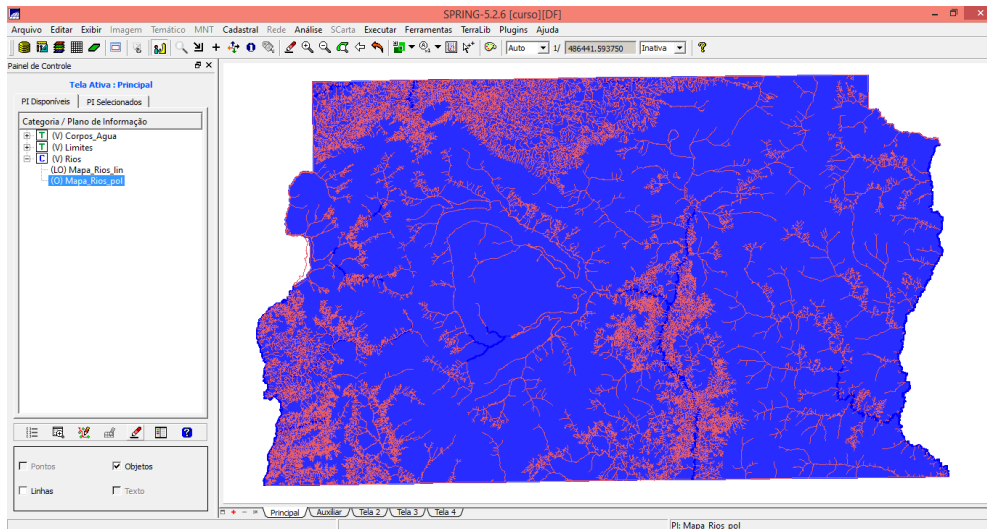 SPRING-5.2.6 [curso][DF]
Arquivo Editar Exibir Imagem Temático MNT Cadastral Rede Análise SCarta Executar Ferramentas TerraLib Plugins Ajuda
Auto 1/ 486441.593750 Inativa
Painel de Controle
Tela Ativa : Principal
PI Disponíveis PI Selecionados
Categoria / Plano de Informação
T (V) Corpos_Agua
T (V) Limites
C (V) Rios
(LO) Mapa_Rios_lin
(O) Mapa_Rios_pol
Pontos Objetos
Linhas Texto
Principal Auxiliar Tela 2 Tela 3 Tela 4
PI: Mapa_Rios_pol